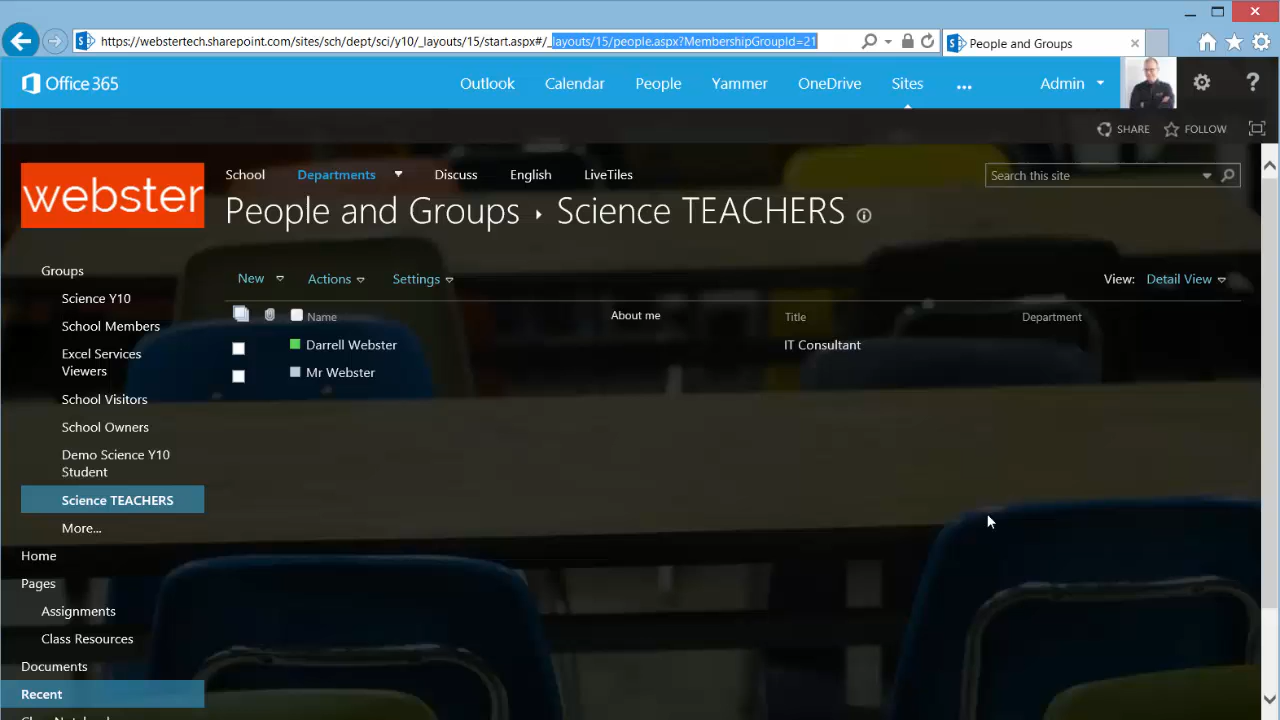 https://webstertech.sharepoint.com/sites/sch/dept/sci/y10/_layouts/15/start.aspx#/_layouts/15/people.aspx?MembershipGroupId=21
People and Groups
Office 365
Outlook Calendar People Yammer OneDrive Sites ... Admin ?
SHARE FOLLOW
webster
School Departments Discuss English LiveTiles
Search this site
People and Groups ▸ Science TEACHERS
Groups
Science Y10
School Members
Excel Services
Viewers
School Visitors
School Owners
Demo Science Y10
Student
Science TEACHERS
More...
Home
Pages
Assignments
Class Resources
Documents
Recent
New Actions Settings
View: Detail View
Name About me Title Department
Darrell Webster IT Consultant
Mr Webster